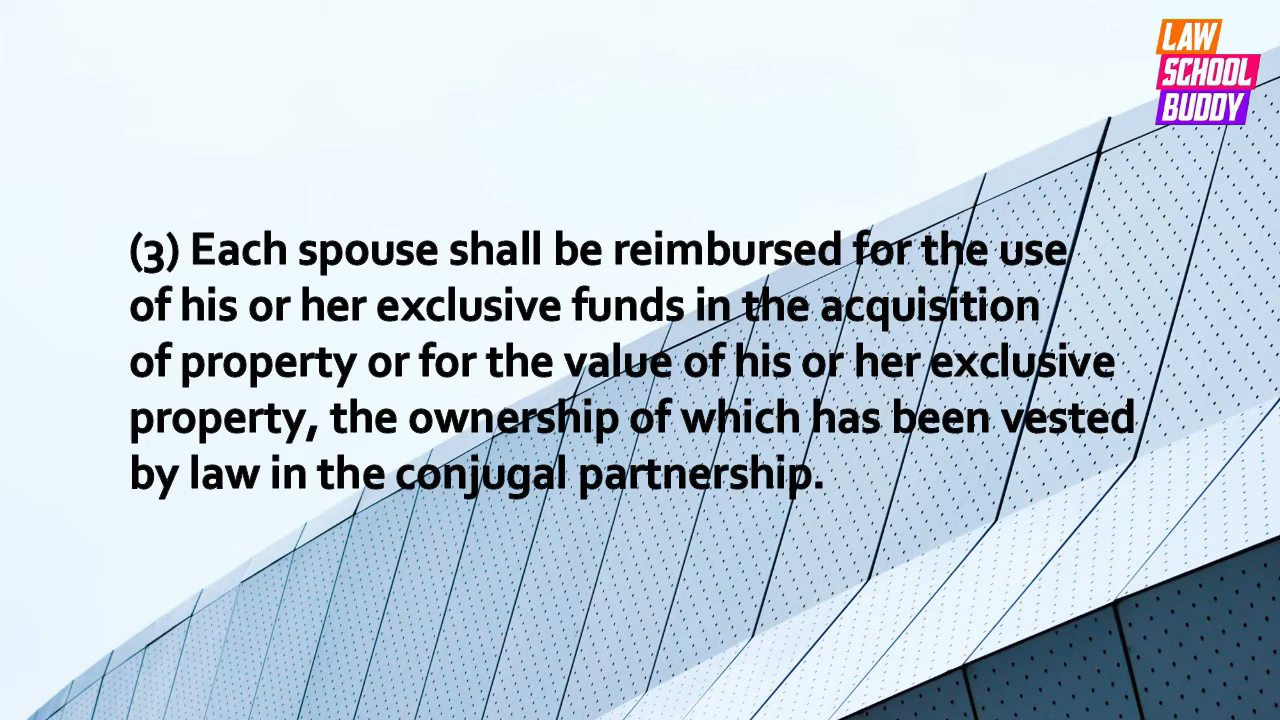 LAW
SCHOOL
BUDDY
(3) Each spouse shall be reimbursed for the use
of his or her exclusive funds in the acquisition
of property or for the value of his or her exclusive
property, the ownership of which has been vested
by law in the conjugal partnership.